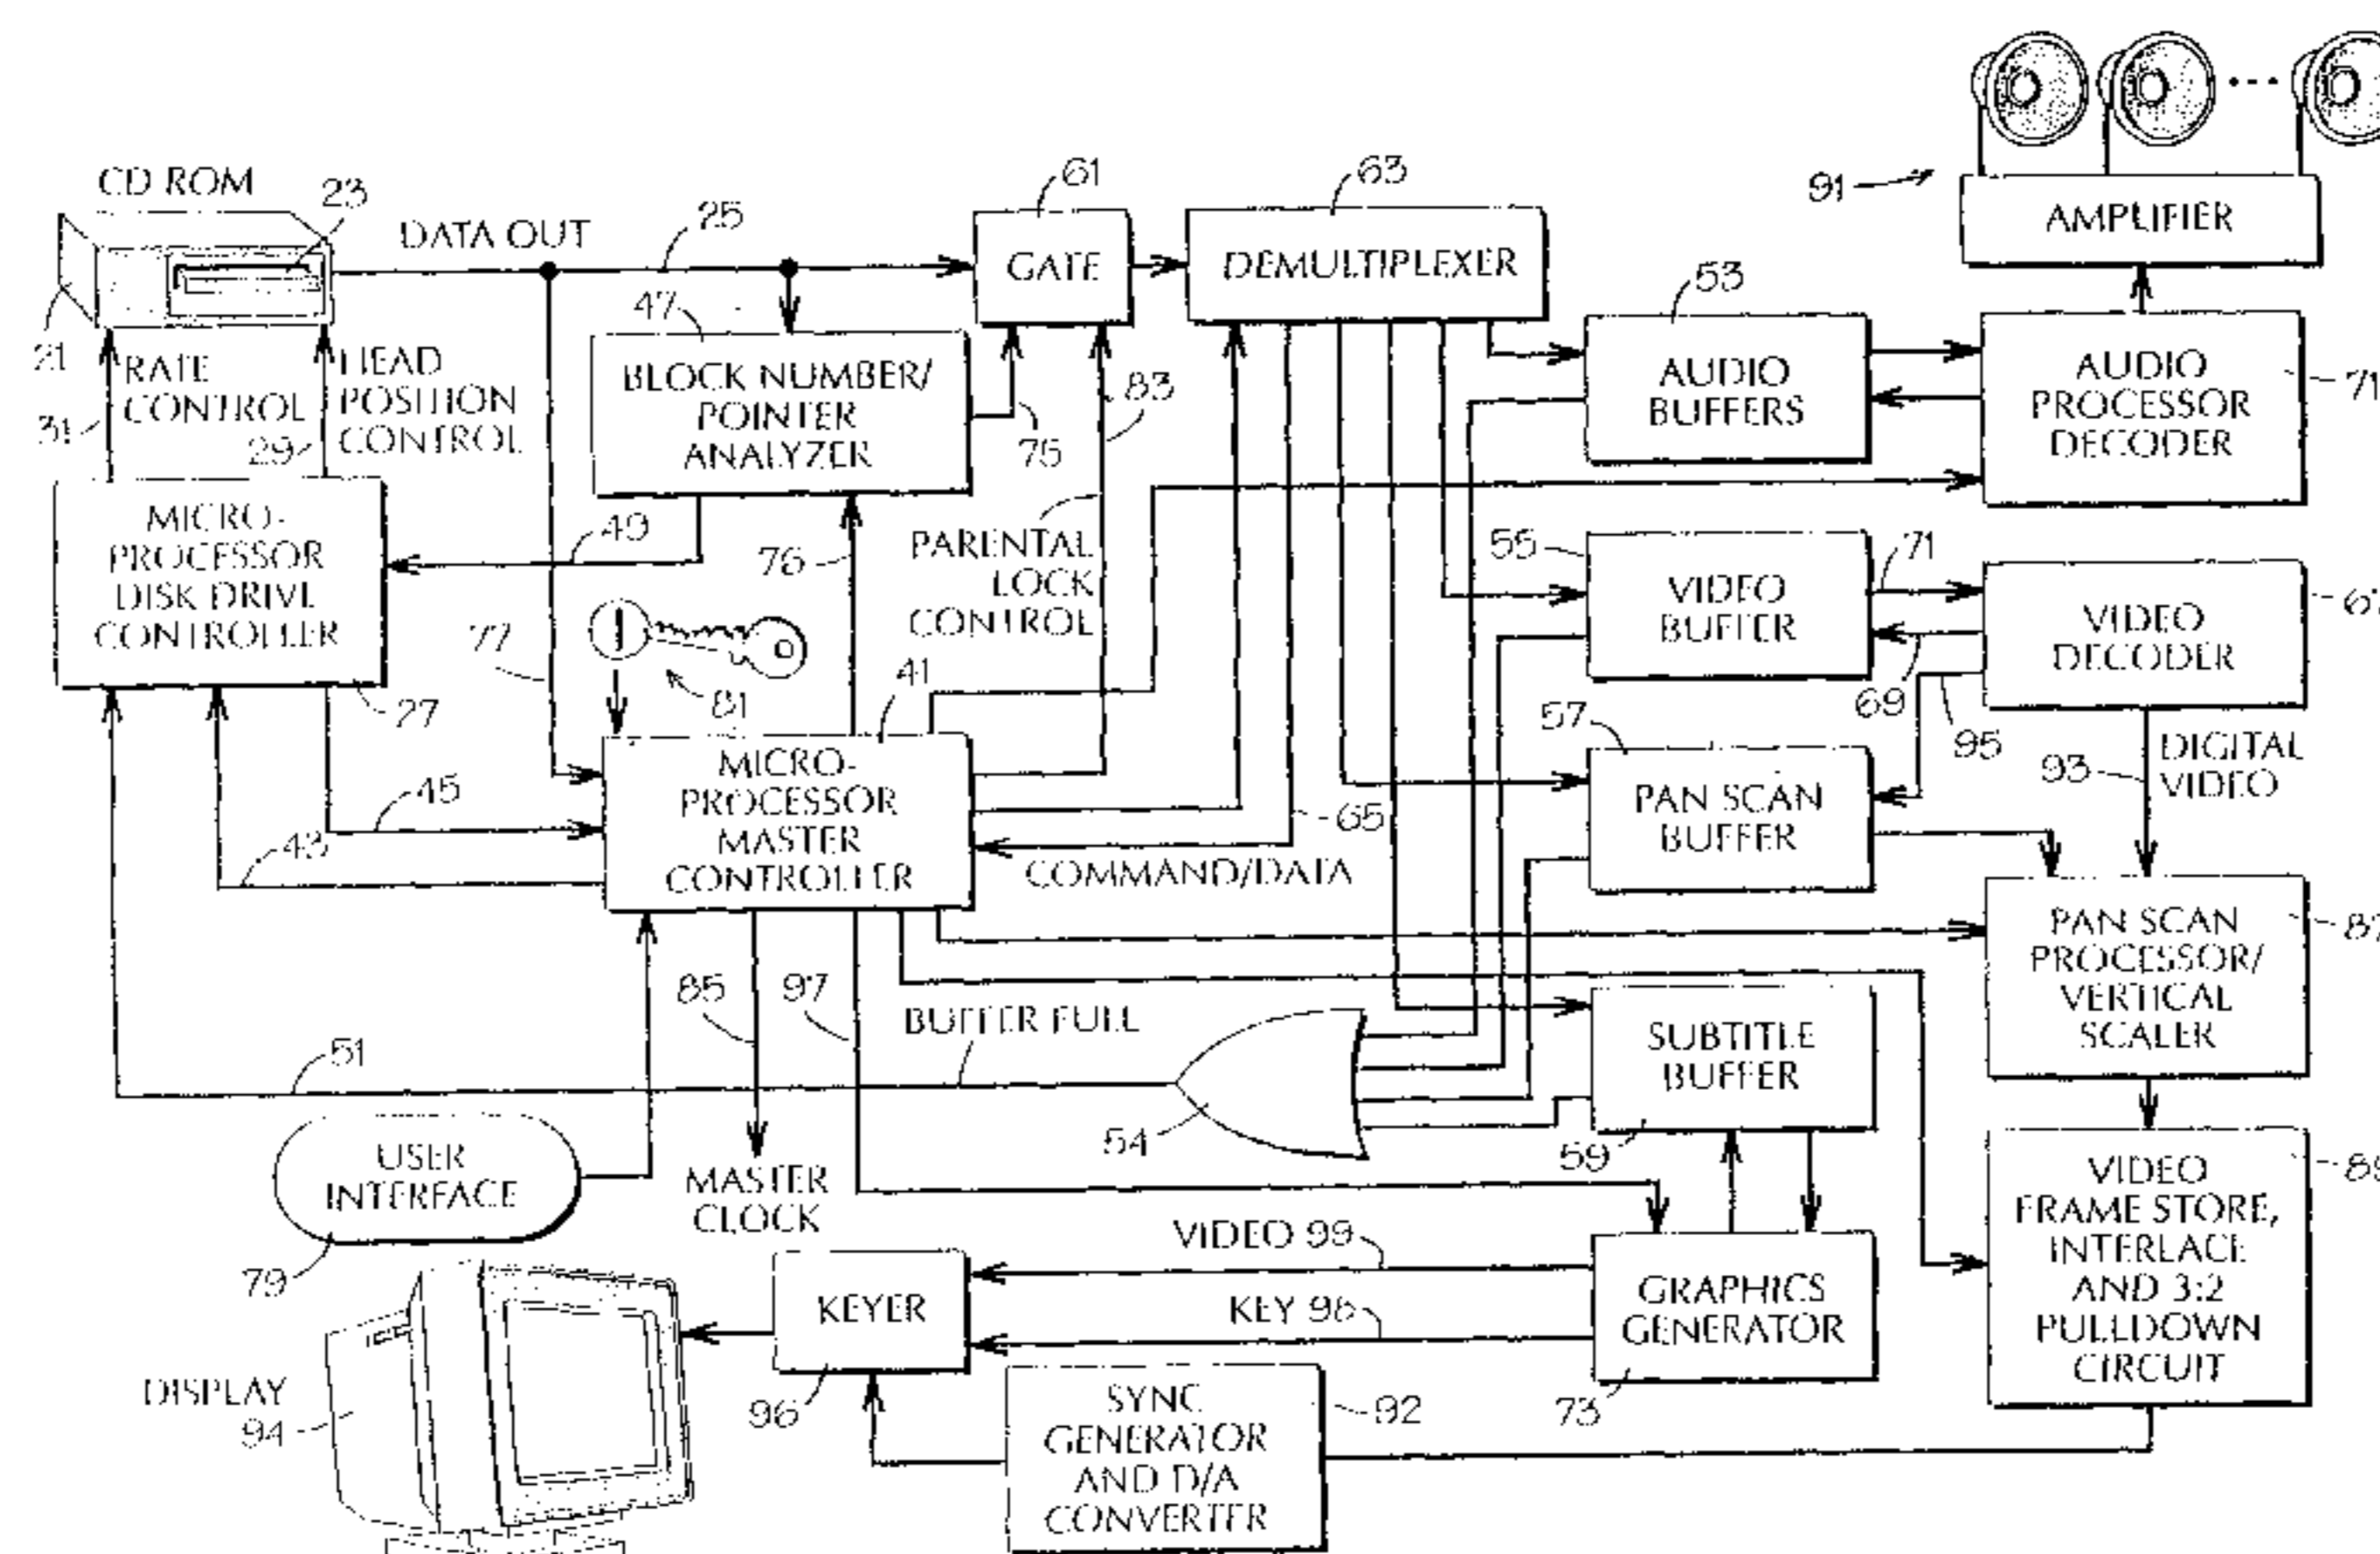 CD ROM
23
DATA OUT
25
61
63
91
AMPLIFIER
GATE
DEMULTIPLEXER
53
21
RATE
CONTROL
31
HEAD
POSITION
CONTROL
29
47
BLOCK NUMBER/
POINTER
ANALYZER
75
83
AUDIO
BUFFERS
AUDIO
PROCESSOR
DECODER
71
MICRO-
PROCESSOR
DISK DRIVE
CONTROLLER
27
49
76
77
PARENTAL
LOCK
CONTROL
55
VIDEO
BUFFER
71
69
VIDEO
DECODER
81
41
MICRO-
PROCESSOR
MASTER
CONTROLLER
45
43
65
COMMAND/DATA
57
PAN SCAN
BUFFER
95
93
DIGITAL
VIDEO
PAN SCAN
PROCESSOR/
VERTICAL
SCALER
85
97
BUFFER FULL
51
54
SUBTITLE
BUFFER
59
USER
INTERFACE
79
MASTER
CLOCK
VIDEO 99
KEY 98
KEYER
96
GRAPHICS
GENERATOR
73
VIDEO
FRAME STORE,
INTERLACE
AND 3:2
PULLDOWN
CIRCUIT
DISPLAY
94
SYNC
GENERATOR
AND D/A
CONVERTER
92